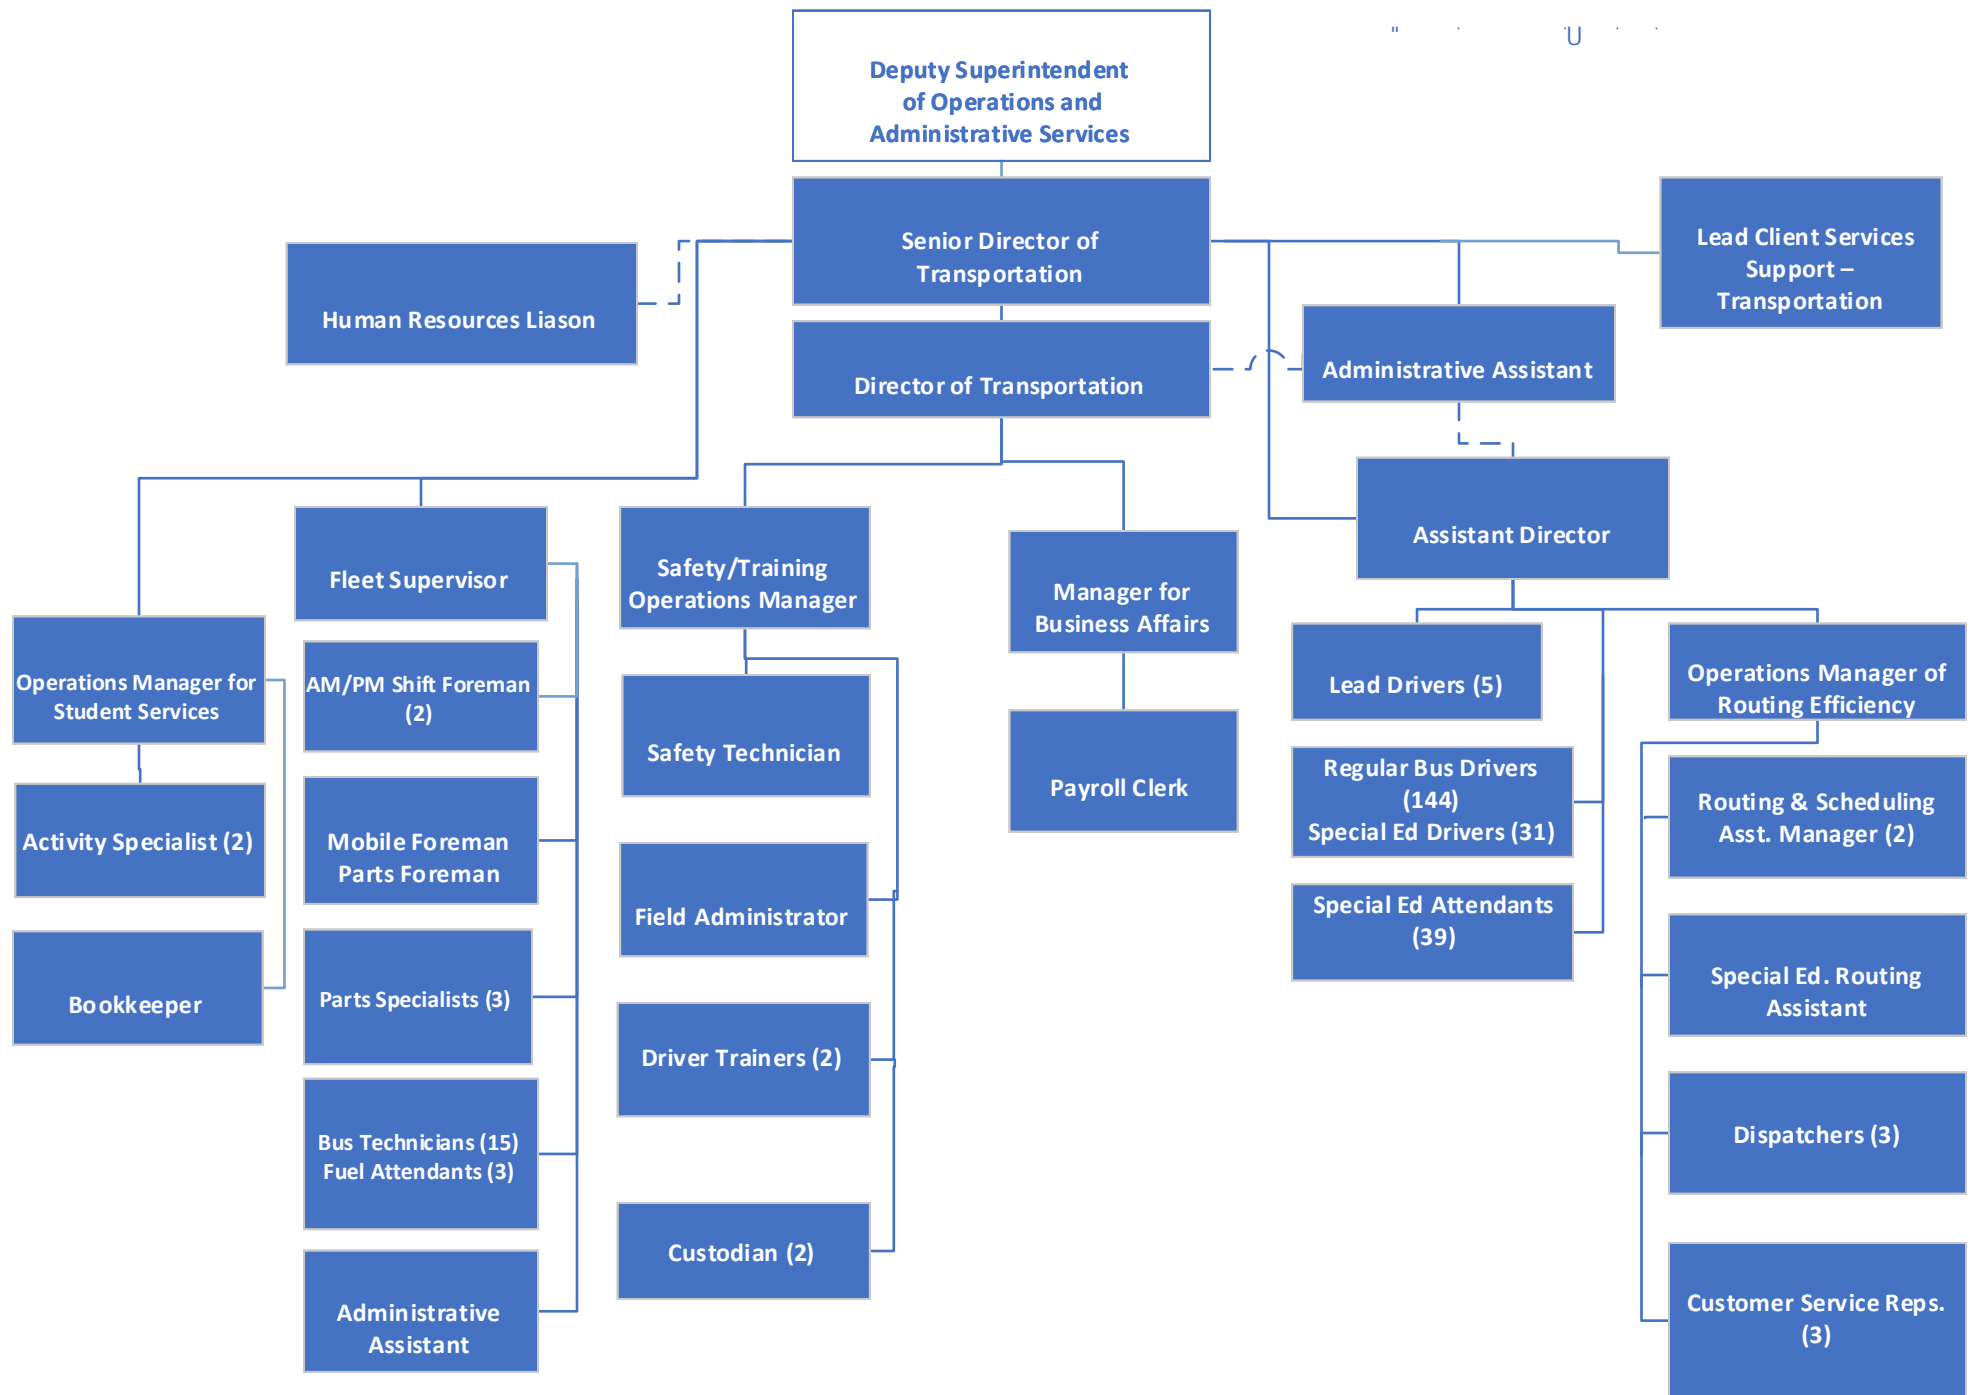 Deputy Superintendent
of Operations and
Administrative Services
Senior Director of
Transportation
Lead Client Services
Support –
Transportation
Human Resources Liason
Director of Transportation
Administrative Assistant
Assistant Director
Fleet Supervisor
Safety/Training
Operations Manager
Manager for
Business Affairs
Operations Manager for
Student Services
AM/PM Shift Foreman
(2)
Safety Technician
Payroll Clerk
Lead Drivers (5)
Operations Manager of
Routing Efficiency
Activity Specialist (2)
Mobile Foreman
Parts Foreman
Field Administrator
Regular Bus Drivers
(144)
Special Ed Drivers (31)
Routing & Scheduling
Asst. Manager (2)
Bookkeeper
Parts Specialists (3)
Driver Trainers (2)
Special Ed Attendants
(39)
Special Ed. Routing
Assistant
Bus Technicians (15)
Fuel Attendants (3)
Custodian (2)
Dispatchers (3)
Administrative
Assistant
Customer Service Reps.
(3)